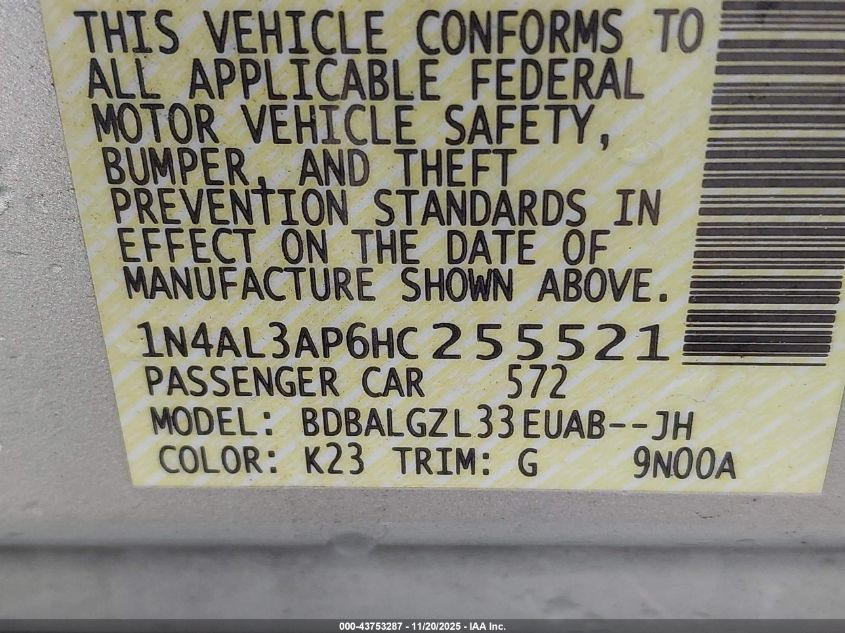 THIS VEHICLE CONFORMS TO
ALL APPLICABLE FEDERAL
MOTOR VEHICLE SAFETY,
BUMPER, AND THEFT
PREVENTION STANDARDS IN
EFFECT ON THE DATE OF
MANUFACTURE SHOWN ABOVE.
1N4AL3AP6HC255521
PASSENGER CAR 572
MODEL: BDBALGZL33EUAB--JH
COLOR: K23 TRIM: G 9N00A
000-43753287 - 11/20/2025 - IAA Inc.